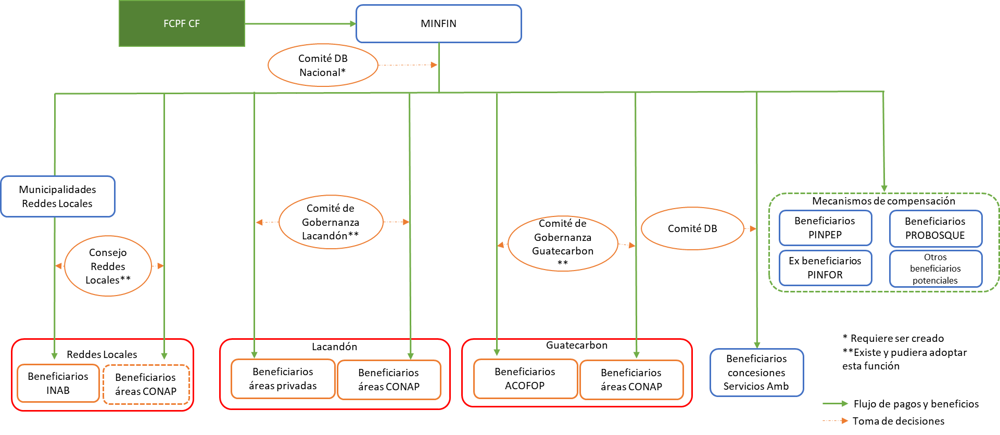 FCPF CF
MINFIN
Comité DB
Nacional*
Municipalidades
Reddes Locales
Consejo
Reddes
Locales**
Comité de
Gobernanza
Lacandón**
Comité de
Gobernanza
Guatecarbon
**
Comité DB
Mecanismos de compensación
Beneficiarios
PINPEP
Beneficiarios
PROBOSQUE
Ex beneficiarios
PINFOR
Otros
beneficiarios
potenciales
Reddes Locales
Beneficiarios
INAB
Beneficiarios
áreas CONAP
Lacandón
Beneficiarios
áreas privadas
Beneficiarios
áreas CONAP
Guatecarbon
Beneficiarios
ACOFOP
Beneficiarios
áreas CONAP
Beneficiarios
concesiones
Servicios Amb
* Requiere ser creado
**Existe y pudiera adoptar
esta función
Flujo de pagos y beneficios
Toma de decisiones